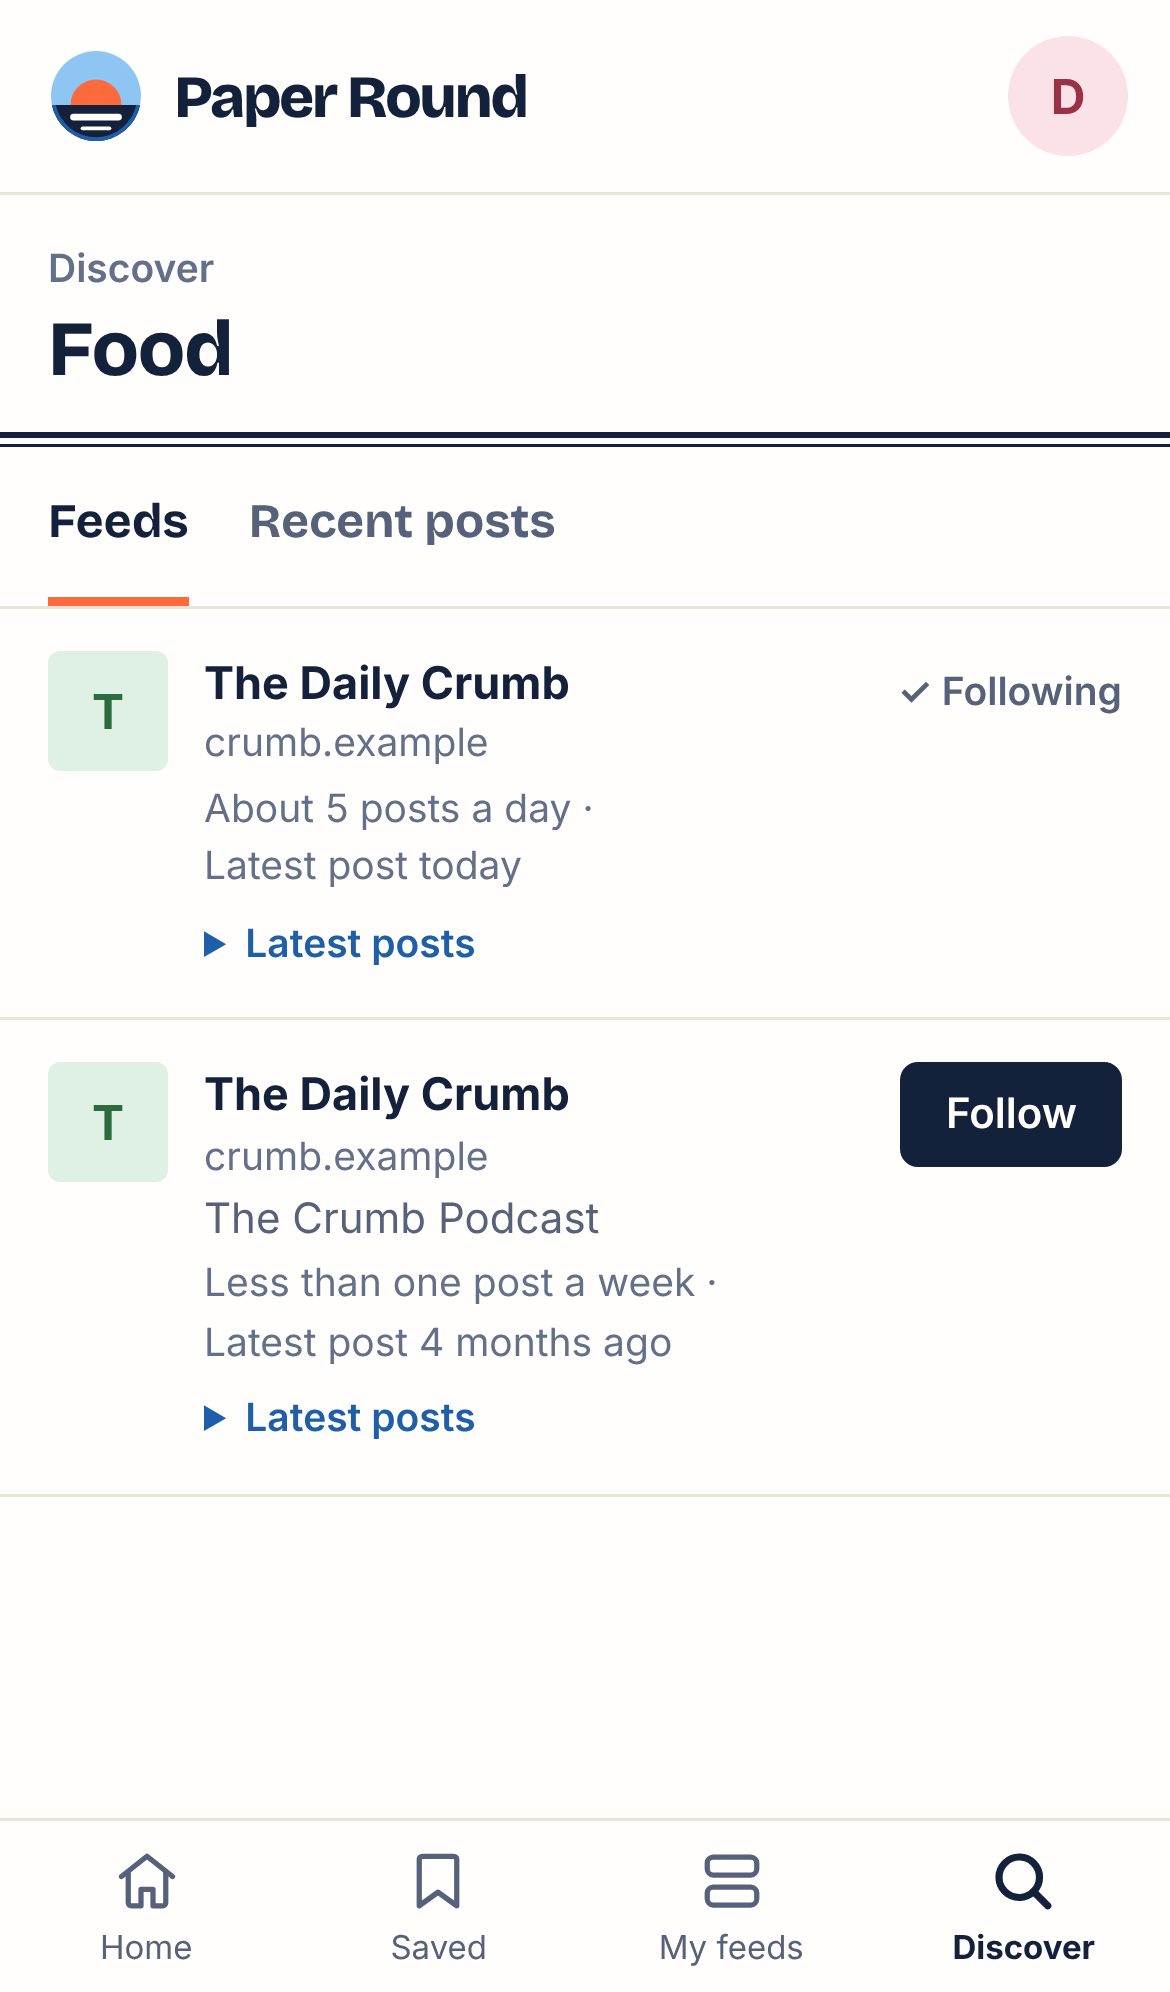 Paper Round
D
Discover
Food
Feeds
Recent posts
T
The Daily Crumb
✓ Following
crumb.example
About 5 posts a day ·
Latest post today
▶ Latest posts
T
The Daily Crumb
Follow
crumb.example
The Crumb Podcast
Less than one post a week ·
Latest post 4 months ago
▶ Latest posts
Home
Saved
My feeds
Discover